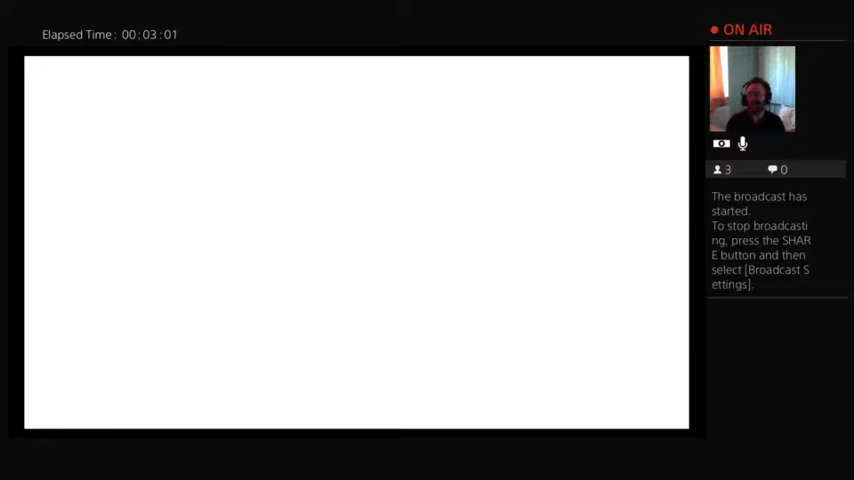 Elapsed Time: 00:03:01
ON AIR
3 0
The broadcast has
started.
To stop broadcasti
ng, press the SHAR
E button and then
select [Broadcast S
ettings].